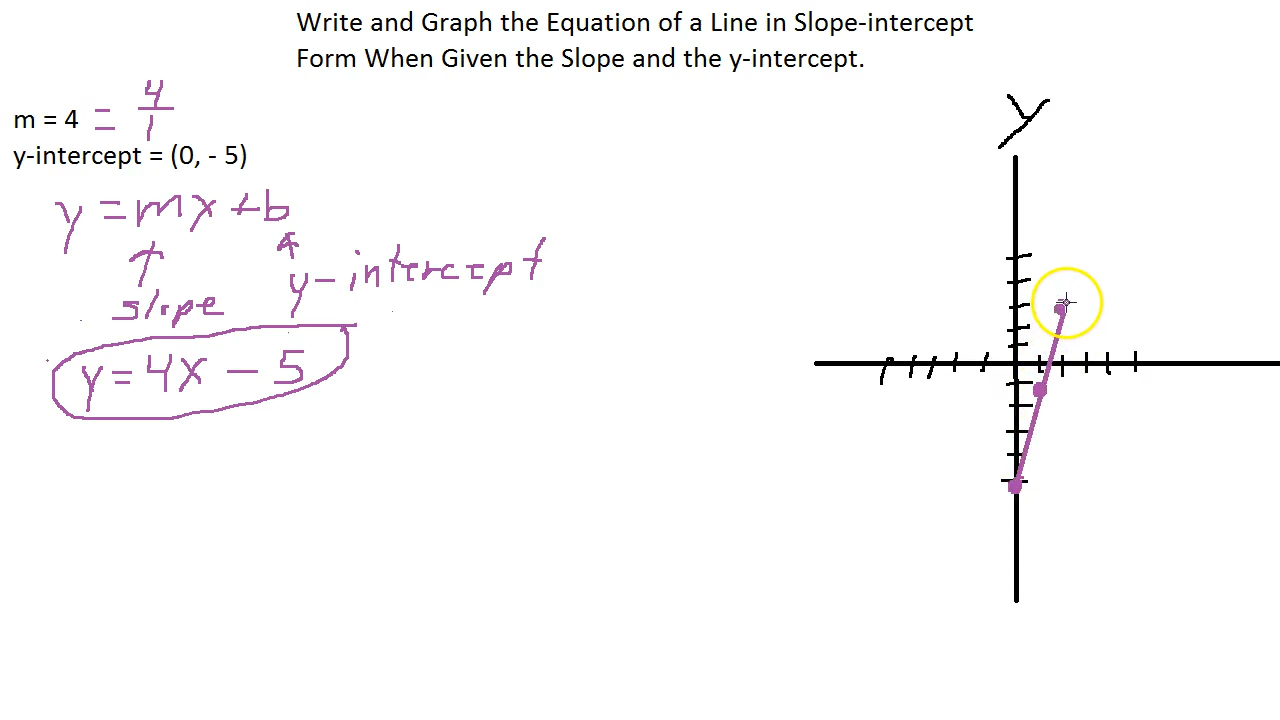 Write and Graph the Equation of a Line in Slope-intercept
Form When Given the Slope and the y-intercept.
m = 4 = 4/1
y-intercept = (0, - 5)
y = mx + b
slope
y-intercept
y = 4x - 5
y